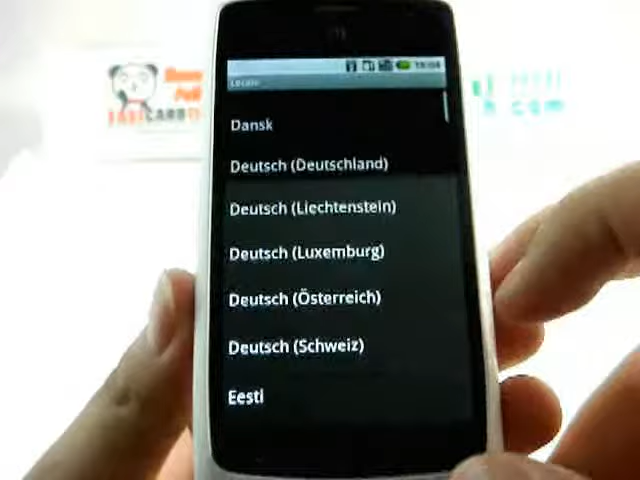 Locale
Dansk
Deutsch (Deutschland)
Deutsch (Liechtenstein)
Deutsch (Luxemburg)
Deutsch (Österreich)
Deutsch (Schweiz)
Eesti